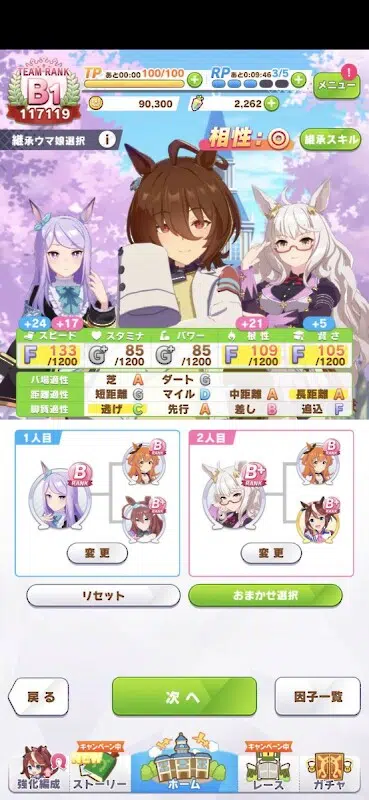 TEAM RANK
B1
117119
TP あと00:00 100/100
RP あと0:09:46 3/5
メニュー
90,300
2,262
継承ウマ娘選択
i
相性:◎
継承スキル
+24 +17 +21 +5
スピード スタミナ パワー 根性 賢さ
F 133 /1200
G+ 85 /1200
G+ 85 /1200
F 109 /1200
F 105 /1200
バ場適性 芝 A ダート G
距離適性 短距離 G マイル D 中距離 A 長距離 A
脚質適性 逃げ C 先行 A 差し B 追込 F
1人目
2人目
B RANK
B RANK
B+ RANK
B RANK
B+ RANK
変更
変更
リセット
おまかせ選択
戻る
次へ
因子一覧
キャンペーン中
キャンペーン中
強化編成
ストーリー
ホーム
レース
ガチャ